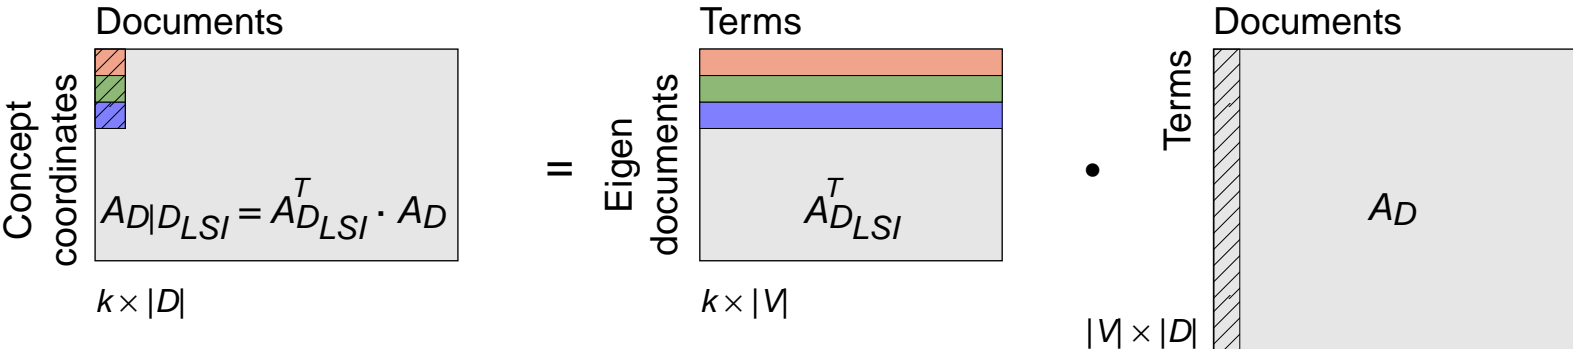 Documents
Concept
coordinates
A_{D|D_{LSI}} = A^T_{D_{LSI}} · A_D
k × |D|
=
Terms
Eigen
documents
A^T_{D_{LSI}}
k × |V|
•
Documents
Terms
A_D
|V| × |D|